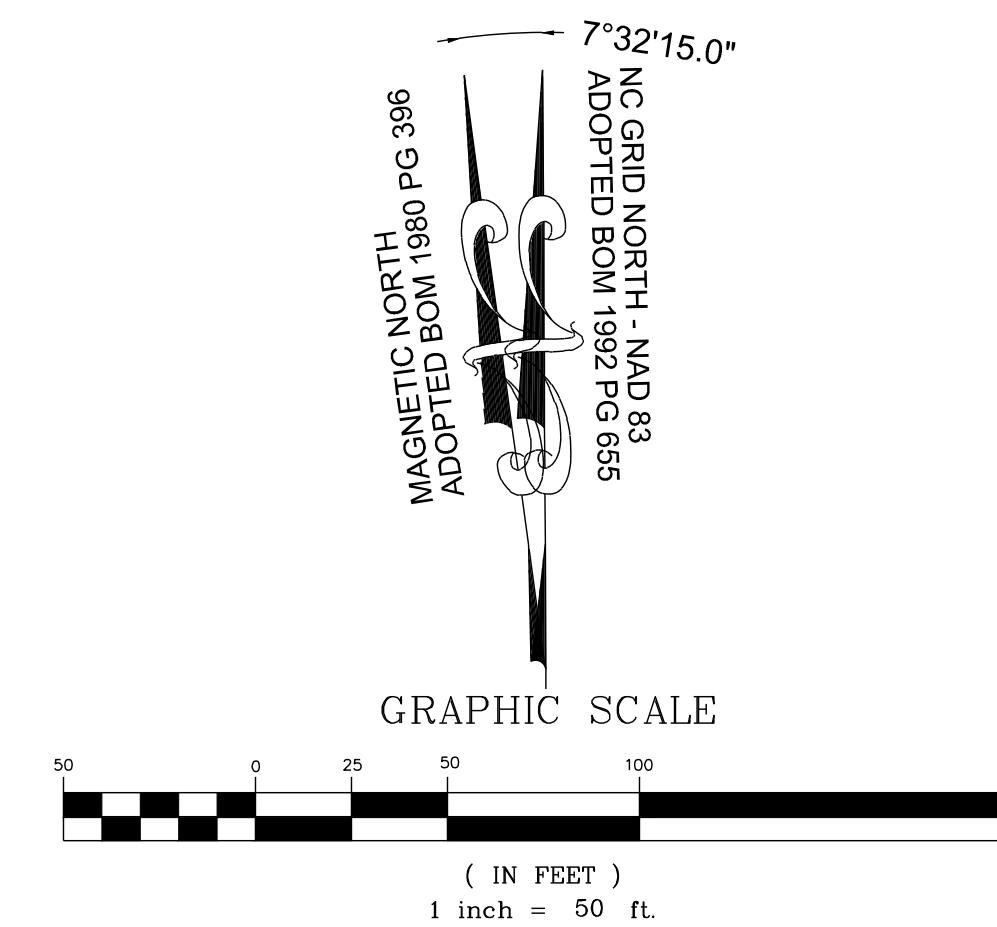 7°32'15.0"
MAGNETIC NORTH
ADOPTED BOM 1980 PG 396
NC GRID NORTH - NAD 83
ADOPTED BOM 1992 PG 655
GRAPHIC SCALE
50 0 25 50 100
( IN FEET )
1 inch = 50 ft.